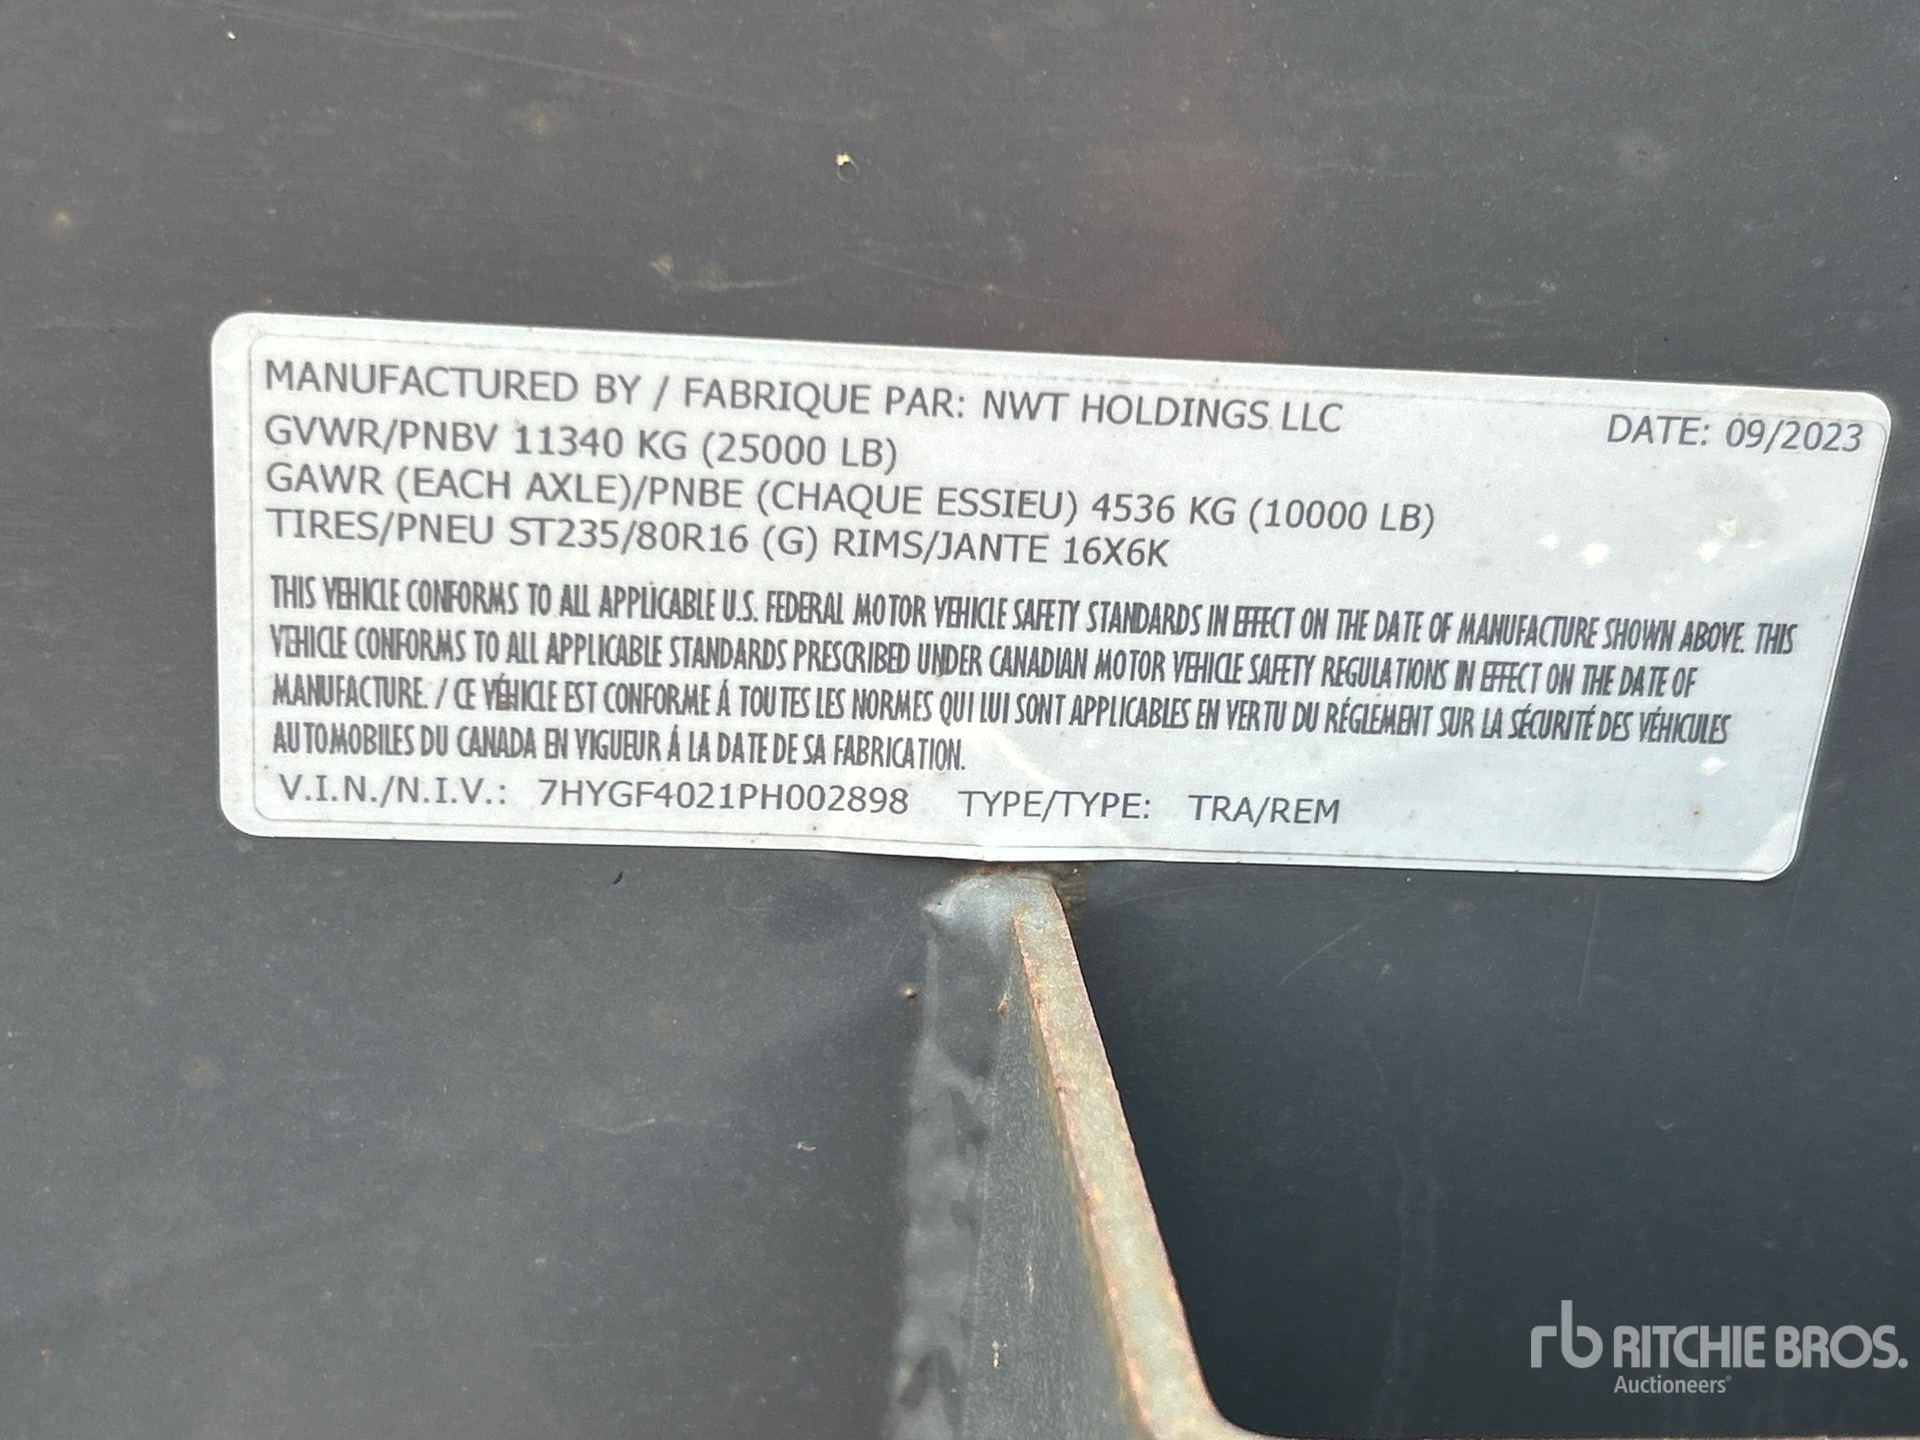 MANUFACTURED BY / FABRIQUE PAR: NWT HOLDINGS LLC DATE: 09/2023
GVWR/PNBV 11340 KG (25000 LB)
GAWR (EACH AXLE)/PNBE (CHAQUE ESSIEU) 4536 KG (10000 LB)
TIRES/PNEU ST235/80R16 (G) RIMS/JANTE 16X6K
THIS VEHICLE CONFORMS TO ALL APPLICABLE U.S. FEDERAL MOTOR VEHICLE SAFETY STANDARDS IN EFFECT ON THE DATE OF MANUFACTURE SHOWN ABOVE. THIS
VEHICLE CONFORMS TO ALL APPLICABLE STANDARDS PRESCRIBED UNDER CANADIAN MOTOR VEHICLE SAFETY REGULATIONS IN EFFECT ON THE DATE OF
MANUFACTURE. / CE VÉHICLE EST CONFORME Á TOUTES LES NORMES QUI LUI SONT APPLICABLES EN VERTU DU RÉGLEMENT SUR LA SÉCURITÉ DES VÉHICULES
AUTOMOBILES DU CANADA EN VIGUEUR Á LA DATE DE SA FABRICATION.
V.I.N./N.I.V.: 7HYGF4021PH002898 TYPE/TYPE: TRA/REM
rb RITCHIE BROS.
Auctioneers